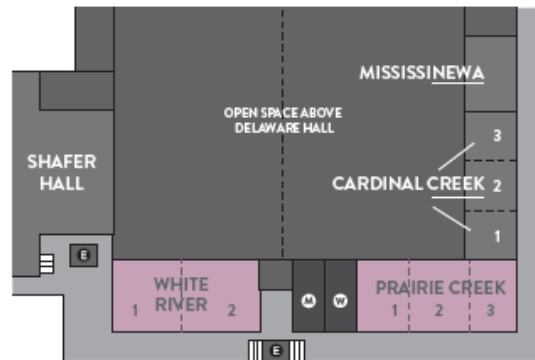 MISSISSINEWA
OPEN SPACE ABOVE
DELAWARE HALL
3
SHAFER
HALL
CARDINAL CREEK 2
1
E
WHITE
RIVER
1 2
M W
PRAIRIE CREEK
1 2 3
E